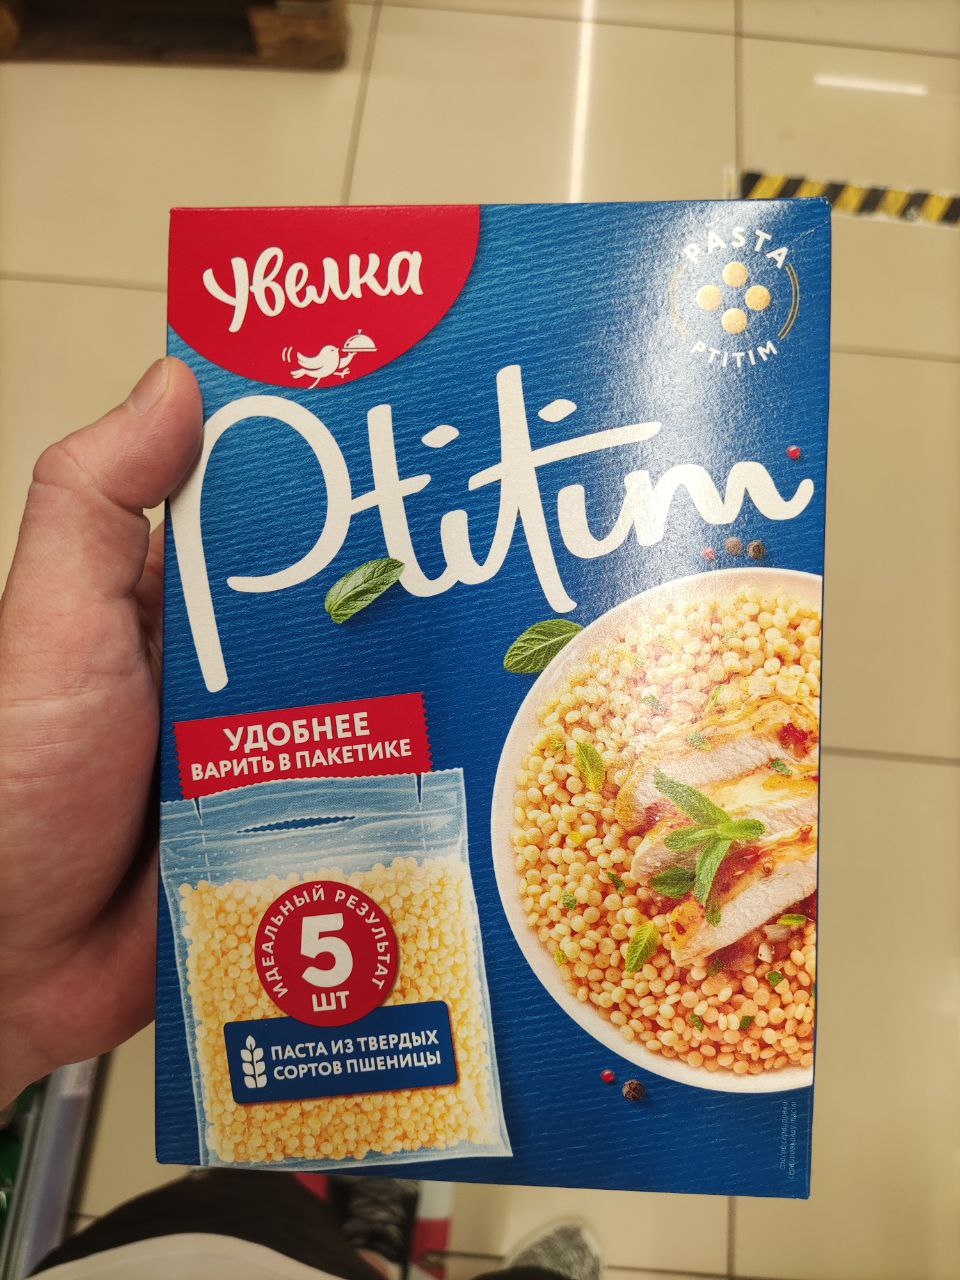 Увелка
PASTA
PTITIM
Ptitim
УДОБНЕЕ
ВАРИТЬ В ПАКЕТИКЕ
ИДЕАЛЬНЫЙ РЕЗУЛЬТАТ
5
ШТ
ПАСТА ИЗ ТВЕРДЫХ
СОРТОВ ПШЕНИЦЫ